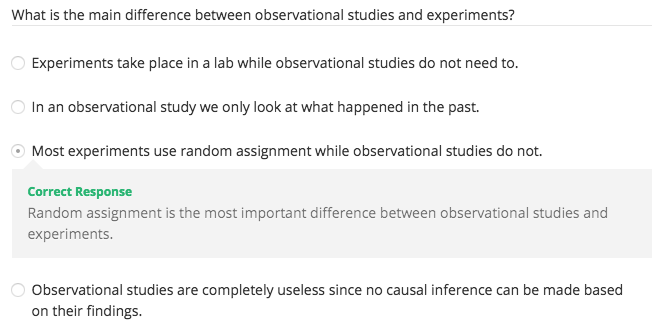 What is the main difference between observational studies and experiments?
Experiments take place in a lab while observational studies do not need to.
In an observational study we only look at what happened in the past.
Most experiments use random assignment while observational studies do not.
Correct Response
Random assignment is the most important difference between observational studies and
experiments.
Observational studies are completely useless since no causal inference can be made based
on their findings.